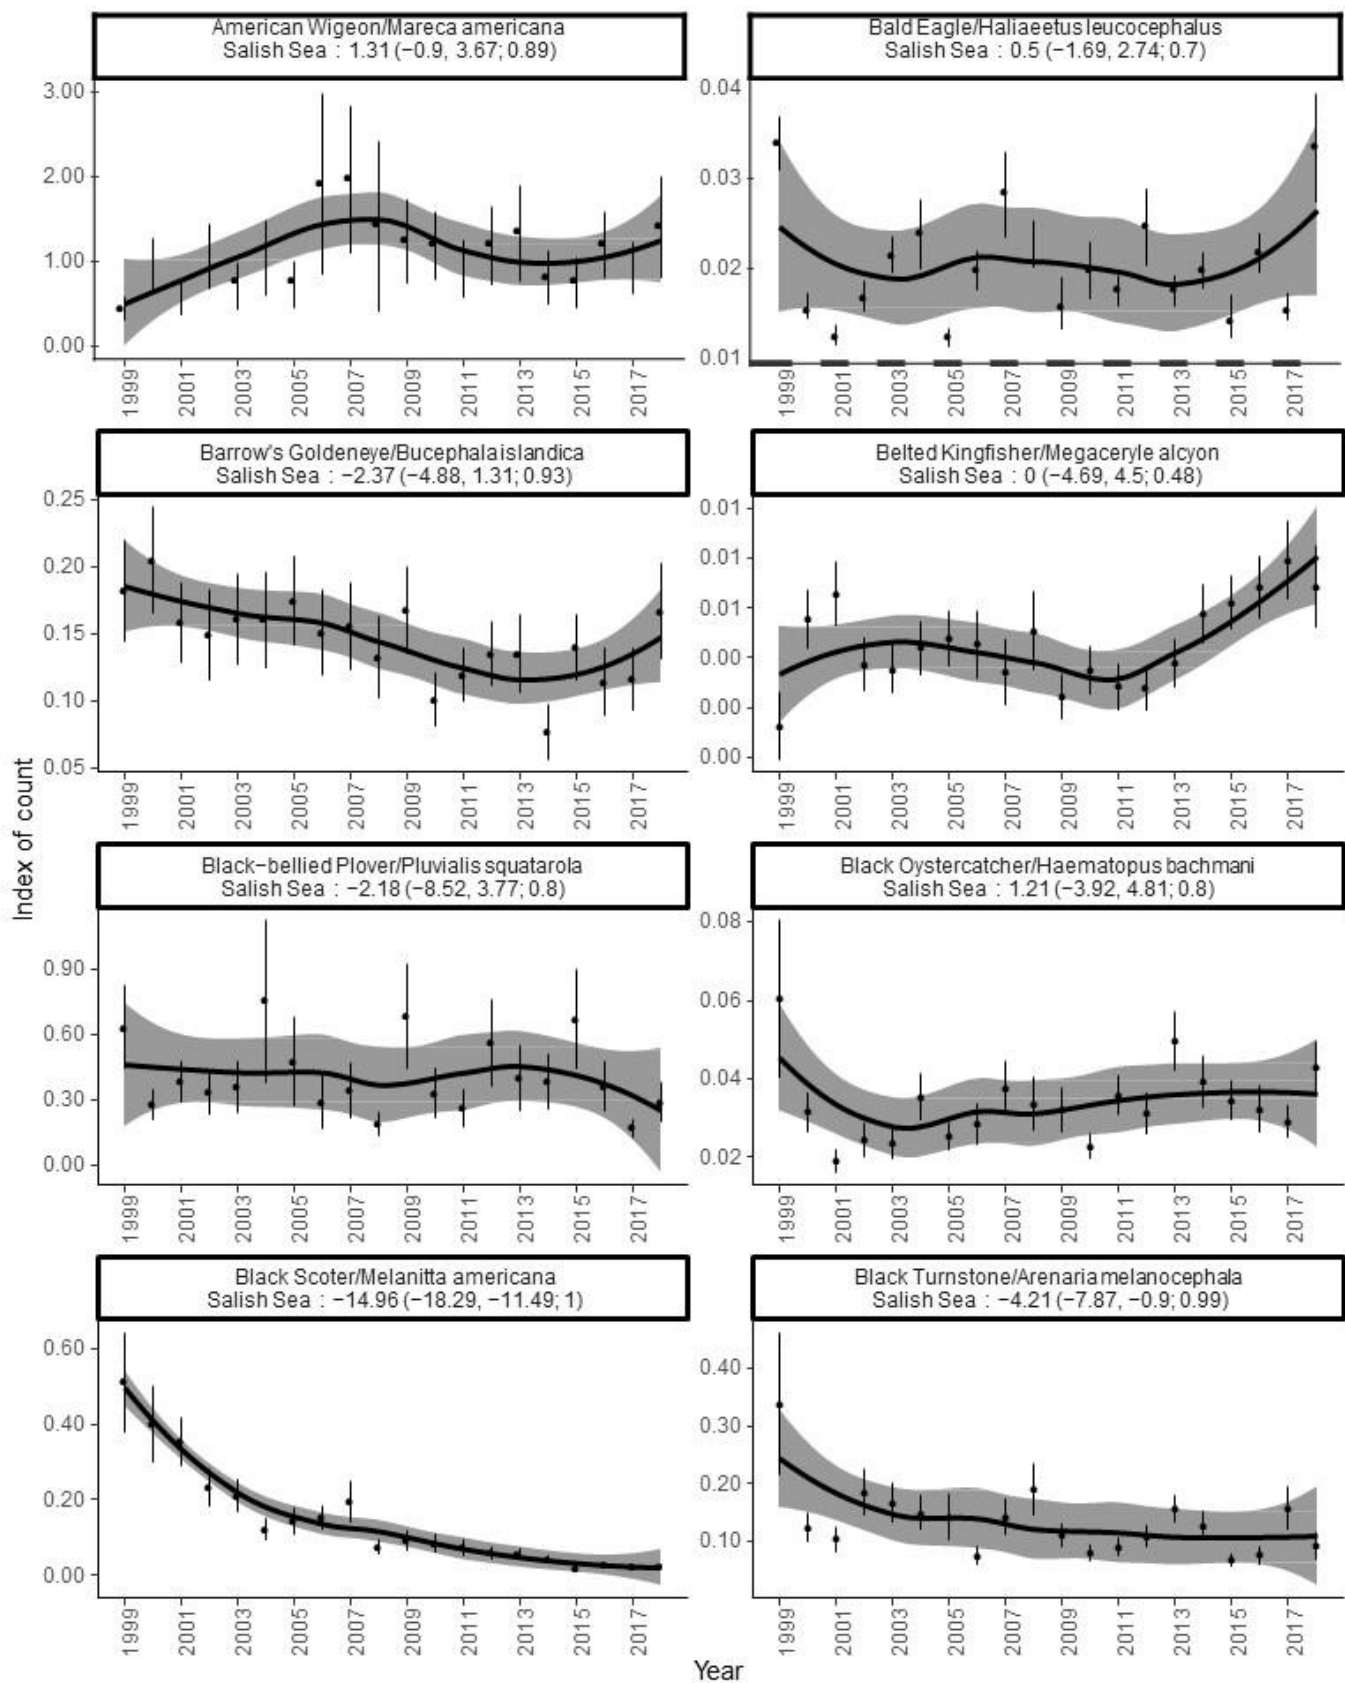 American Wigeon/Mareca americana
Salish Sea : 1.31 (−0.9, 3.67; 0.89)
3.00
2.00
1.00
0.00
1999 2001 2003 2005 2007 2009 2011 2013 2015 2017
Bald Eagle/Haliaeetus leucocephalus
Salish Sea : 0.5 (−1.69, 2.74; 0.7)
0.04
0.03
0.02
0.01
1999 2001 2003 2005 2007 2009 2011 2013 2015 2017
Barrow's Goldeneye/Bucephala islandica
Salish Sea : −2.37 (−4.88, 1.31; 0.93)
0.25
0.20
0.15
0.10
0.05
1999 2001 2003 2005 2007 2009 2011 2013 2015 2017
Belted Kingfisher/Megaceryle alcyon
Salish Sea : 0 (−4.69, 4.5; 0.48)
0.01
0.01
0.01
0.00
0.00
0.00
1999 2001 2003 2005 2007 2009 2011 2013 2015 2017
Index of count
Black−bellied Plover/Pluvialis squatarola
Salish Sea : −2.18 (−8.52, 3.77; 0.8)
0.90
0.60
0.30
0.00
1999 2001 2003 2005 2007 2009 2011 2013 2015 2017
Black Oystercatcher/Haematopus bachmani
Salish Sea : 1.21 (−3.92, 4.81; 0.8)
0.08
0.06
0.04
0.02
1999 2001 2003 2005 2007 2009 2011 2013 2015 2017
Black Scoter/Melanitta americana
Salish Sea : −14.96 (−18.29, −11.49; 1)
0.60
0.40
0.20
0.00
1999 2001 2003 2005 2007 2009 2011 2013 2015 2017
Black Turnstone/Arenaria melanocephala
Salish Sea : −4.21 (−7.87, −0.9; 0.99)
0.40
0.30
0.20
0.10
1999 2001 2003 2005 2007 2009 2011 2013 2015 2017
Year